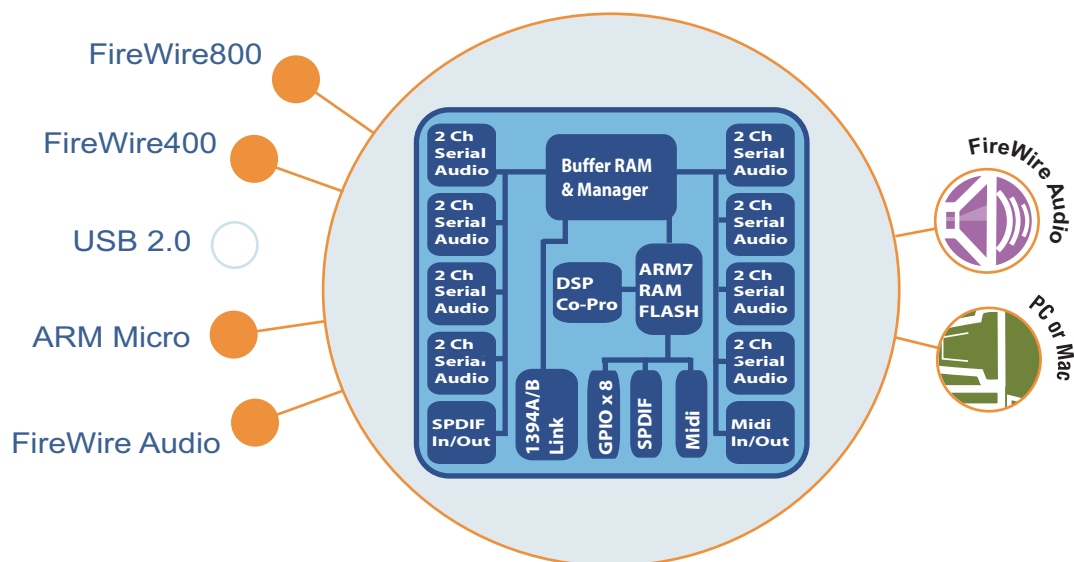 FireWire800
FireWire400
USB 2.0
ARM Micro
FireWire Audio
2 Ch
Serial
Audio
2 Ch
Serial
Audio
2 Ch
Serial
Audio
2 Ch
Serial
Audio
SPDIF
In/Out
Buffer RAM
& Manager
DSP
Co-Pro
ARM7
RAM
FLASH
1394A/B
Link
GPIO x 8
SPDIF
Midi
2 Ch
Serial
Audio
2 Ch
Serial
Audio
2 Ch
Serial
Audio
2 Ch
Serial
Audio
Midi
In/Out
FireWire Audio
PC or Mac